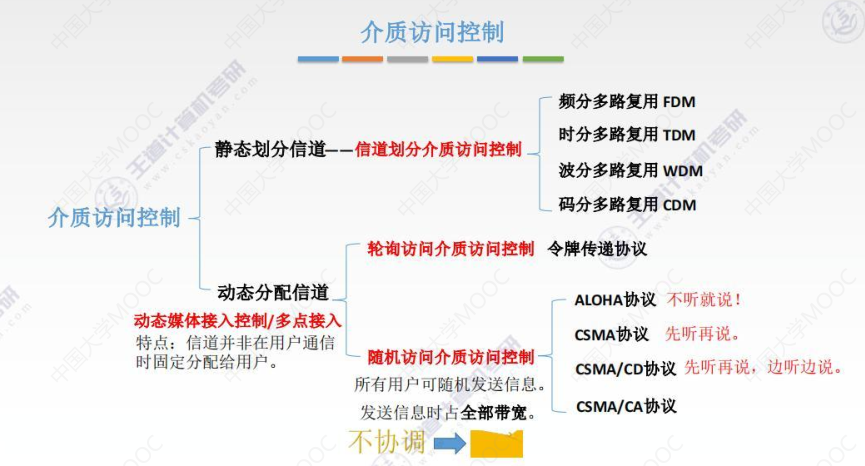 介质访问控制
频分多路复用 FDM
时分多路复用 TDM
静态划分信道——信道划分介质访问控制
波分多路复用 WDM
码分多路复用 CDM
介质访问控制
轮询访问介质访问控制 令牌传递协议
动态分配信道
动态媒体接入控制/多点接入
特点：信道并非在用户通信
时固定分配给用户。
ALOHA协议 不听就说！
CSMA协议 先听再说。
随机访问介质访问控制
CSMA/CD协议 先听再说，边听边说。
所有用户可随机发送信息。
发送信息时占全部带宽。
CSMA/CA协议
不协调
王道计算机考研
www.cskaoyan.com
中国大学MOOC